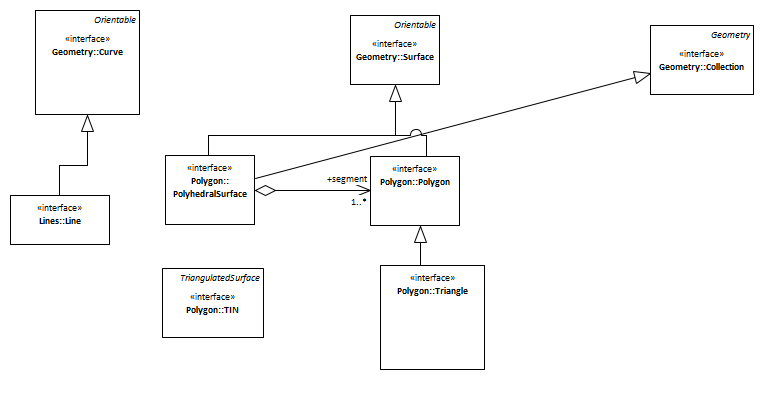 Orientable
«interface»
Geometry::Curve
Orientable
«interface»
Geometry::Surface
Geometry
«interface»
Geometry::Collection
«interface»
Polygon::
PolyhedralSurface
+segment
1..*
«interface»
Polygon::Polygon
«interface»
Lines::Line
TriangulatedSurface
«interface»
Polygon::TIN
«interface»
Polygon::Triangle